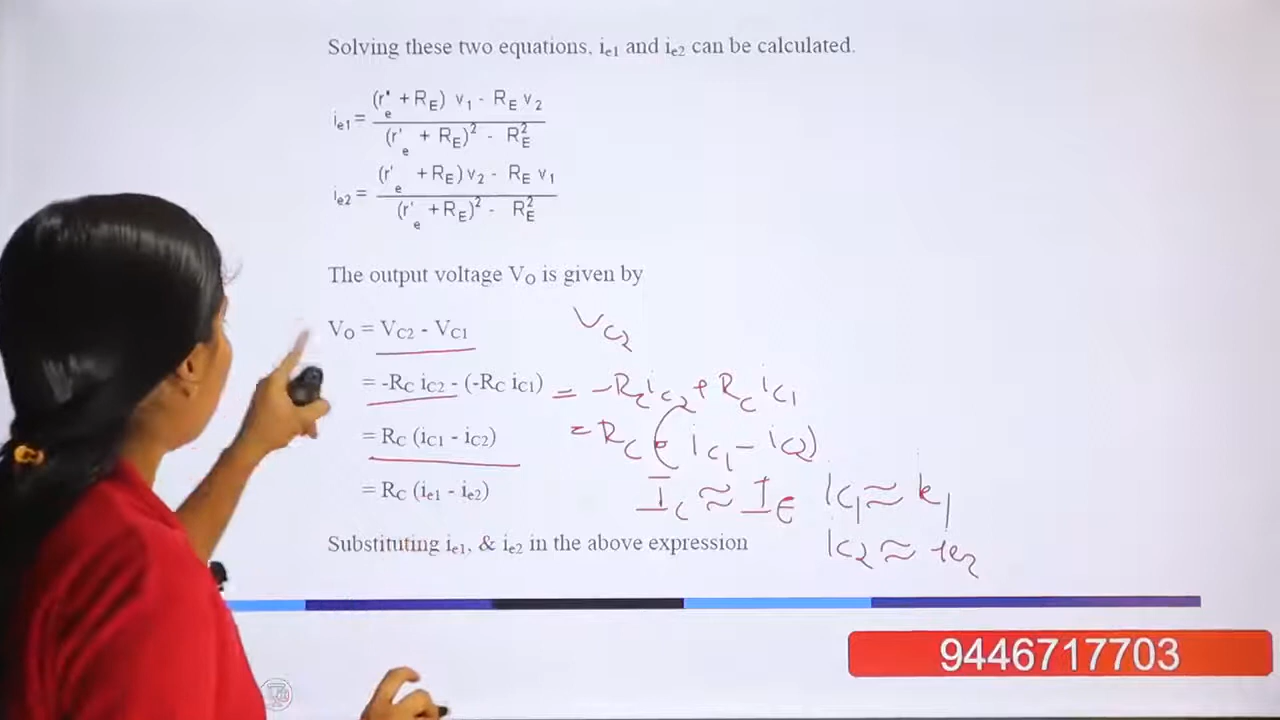 Solving these two equations, ie1 and ie2 can be calculated.
ie1 = (r'e + RE) v1 - RE v2 / (r'e + RE)² - RE²
ie2 = (r'e + RE) v2 - RE v1 / (r'e + RE)² - RE²
The output voltage VO is given by
VO = VC2 - VC1
VC2
= -RC iC2 - (-RC iC1)
= -RC iC2 + RC iC1
= RC (iC1 - iC2)
= RC (iC1 - iC2)
= RC (ie1 - ie2)
IC ≈ IE
iC1 ≈ ie1
Substituting ie1, & ie2 in the above expression
iC2 ≈ ie2
9446717703